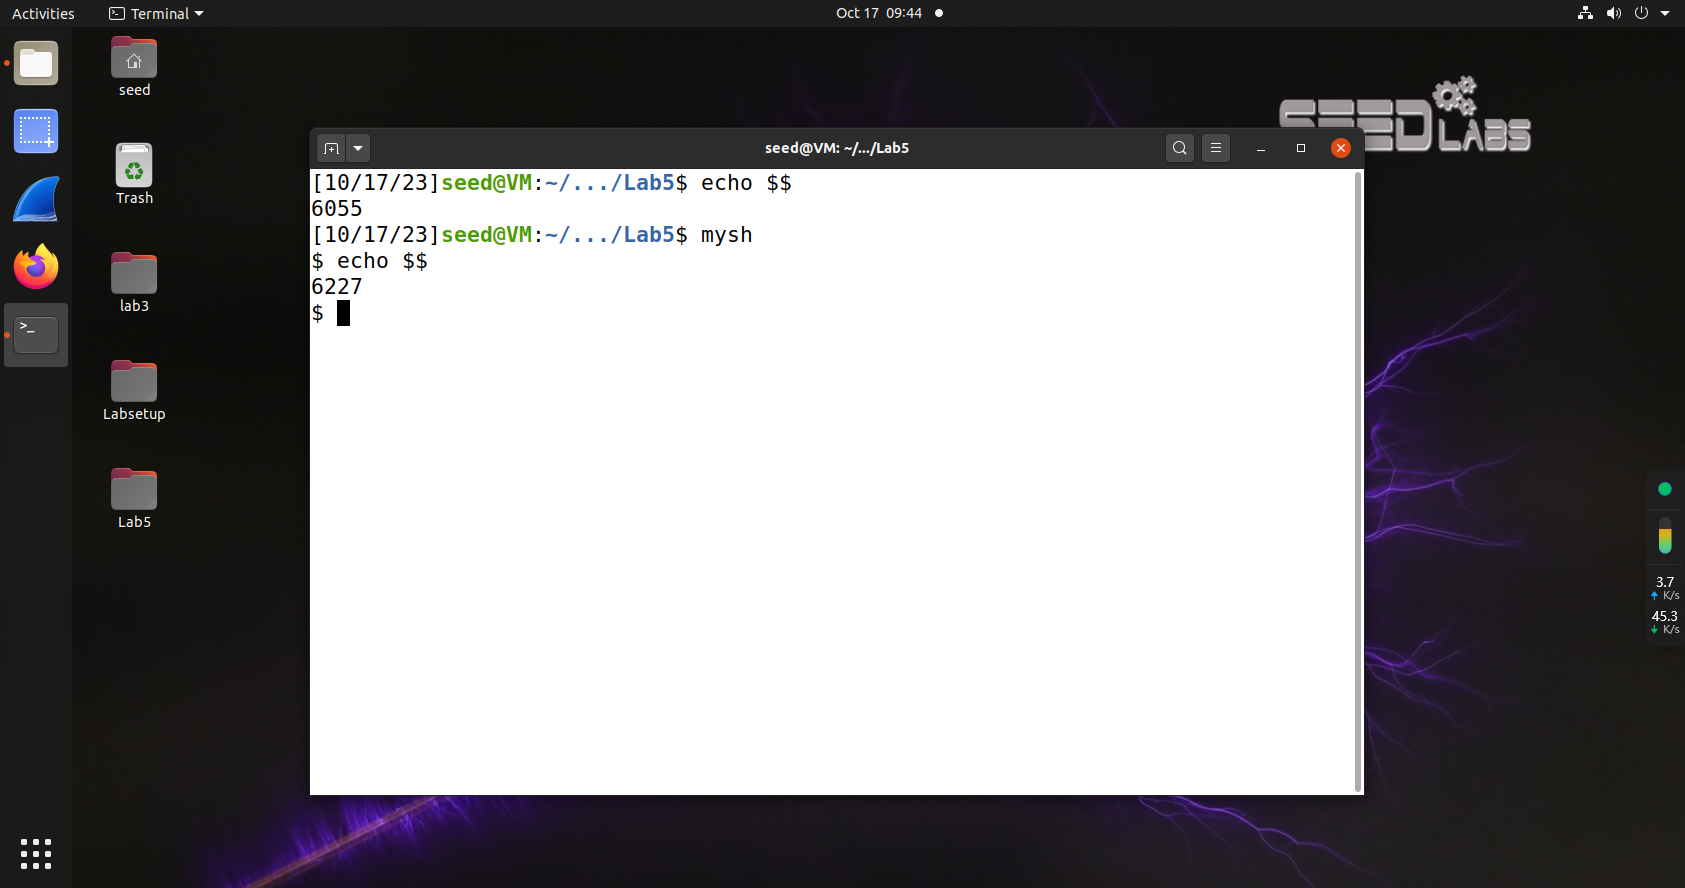 Activities
Terminal
Oct 17 09:44
seed
Trash
lab3
Labsetup
Lab5
SEED LABS
seed@VM: ~/.../Lab5
[10/17/23]seed@VM:~/.../Lab5$ echo $$
6055
[10/17/23]seed@VM:~/.../Lab5$ mysh
$ echo $$
6227
$
3.7
K/s
45.3
K/s